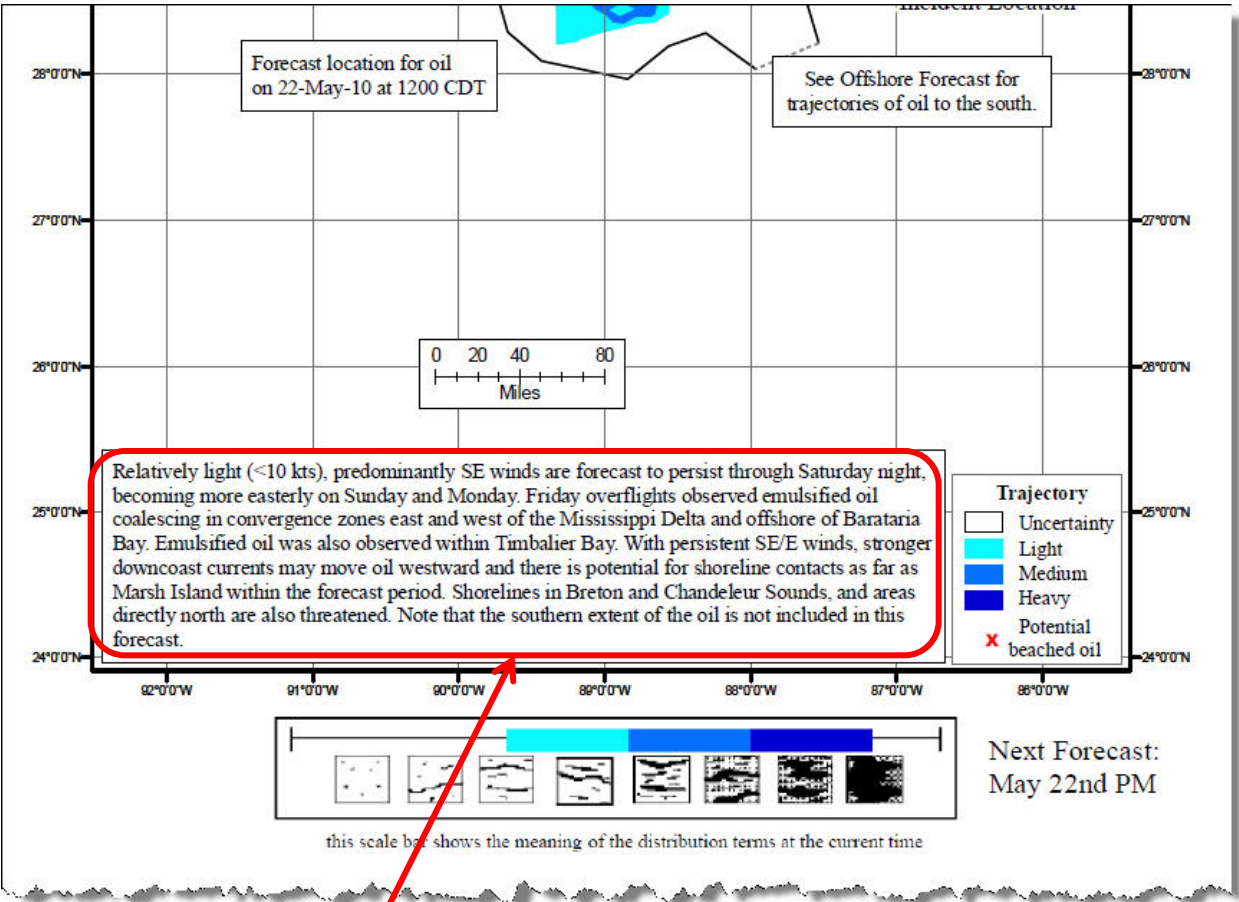 Incident Location
Forecast location for oil
on 22-May-10 at 1200 CDT
See Offshore Forecast for
trajectories of oil to the south.
28°0'0"N
28°0'0"N
27°0'0"N
27°0'0"N
26°0'0"N
26°0'0"N
0 20 40 80
Miles
Relatively light (<10 kts), predominantly SE winds are forecast to persist through Saturday night,
becoming more easterly on Sunday and Monday. Friday overflights observed emulsified oil
coalescing in convergence zones east and west of the Mississippi Delta and offshore of Barataria
Bay. Emulsified oil was also observed within Timbalier Bay. With persistent SE/E winds, stronger
downcoast currents may move oil westward and there is potential for shoreline contacts as far as
Marsh Island within the forecast period. Shorelines in Breton and Chandeleur Sounds, and areas
directly north are also threatened. Note that the southern extent of the oil is not included in this
forecast.
25°0'0"N
25°0'0"N
Trajectory
Uncertainty
Light
Medium
Heavy
X Potential
beached oil
24°0'0"N
24°0'0"N
92°0'0"W 91°0'0"W 90°0'0"W 89°0'0"W 88°0'0"W 87°0'0"W 86°0'0"W
Next Forecast:
May 22nd PM
this scale bar shows the meaning of the distribution terms at the current time